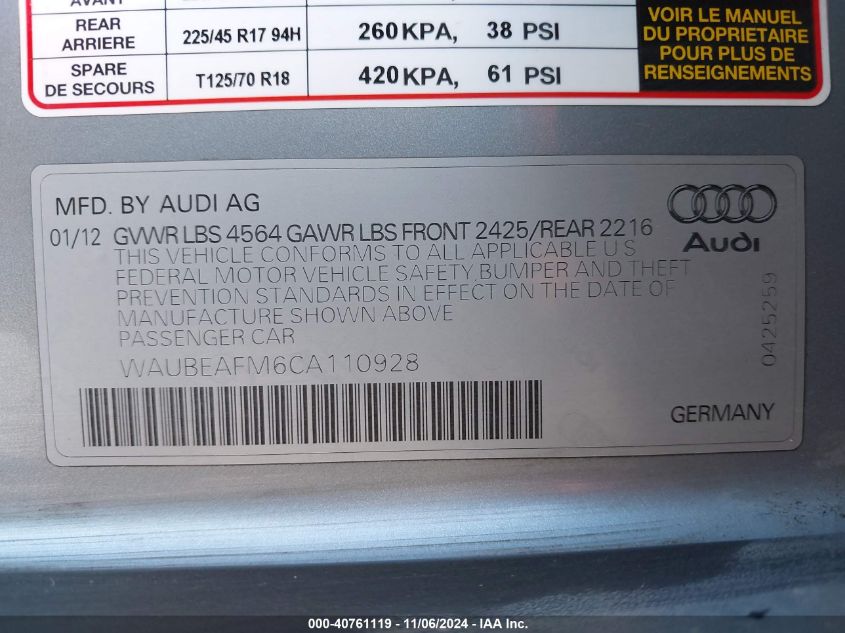 REAR
ARRIERE
225/45 R17 94H
260 KPA, 38 PSI
SPARE
DE SECOURS
T125/70 R18
420 KPA, 61 PSI
VOIR LE MANUEL
DU PROPRIETAIRE
POUR PLUS DE
RENSEIGNEMENTS
MFD. BY AUDI AG
01/12 GVWR LBS 4564 GAWR LBS FRONT 2425/REAR 2216
THIS VEHICLE CONFORMS TO ALL APPLICABLE U S
FEDERAL MOTOR VEHICLE SAFETY, BUMPER AND THEFT
PREVENTION STANDARDS IN EFFECT ON THE DATE OF
MANUFACTURE SHOWN ABOVE
PASSENGER CAR
WAUBEAFM6CA110928
Audi
0425259
GERMANY
000-40761119 - 11/06/2024 - IAA Inc.